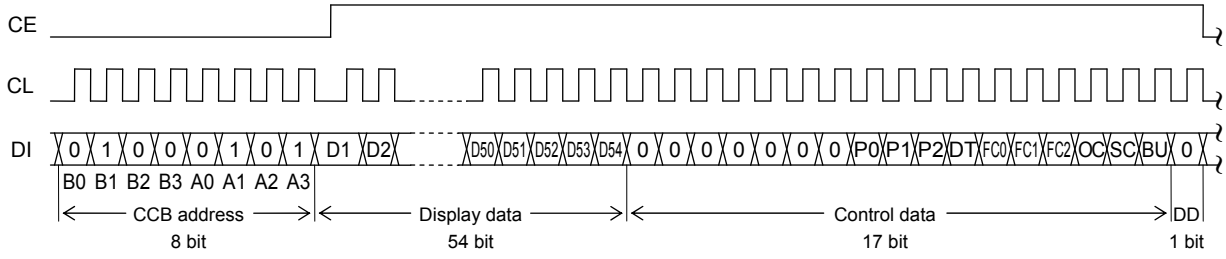 CE
CL
DI 0 1 0 0 0 1 0 1 D1 D2 D50 D51 D52 D53 D54 0 0 0 0 0 0 0 P0 P1 P2 DT FC0 FC1 FC2 OC SC BU 0
B0 B1 B2 B3 A0 A1 A2 A3
CCB address Display data Control data DD
8 bit 54 bit 17 bit 1 bit